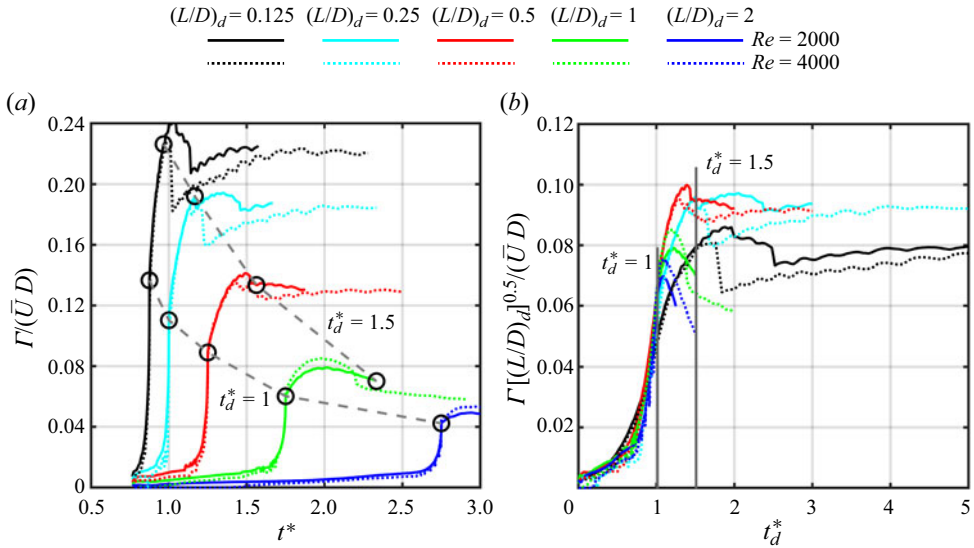 (L/D)d = 0.125 (L/D)d = 0.25 (L/D)d = 0.5 (L/D)d = 1 (L/D)d = 2
Re = 2000
Re = 4000
(a)
0.24
0.20
0.16
0.12
0.08
0.04
0
Γ/(U̅ D)
t*d = 1.5
t*d = 1
0.5 1.0 1.5 2.0 2.5 3.0
t*
(b)
0.12
0.10
0.08
0.06
0.04
0.02
Γ [(L/D)d]^0.5/(U̅ D)
t*d = 1.5
t*d = 1
0 1 2 3 4 5
t*d